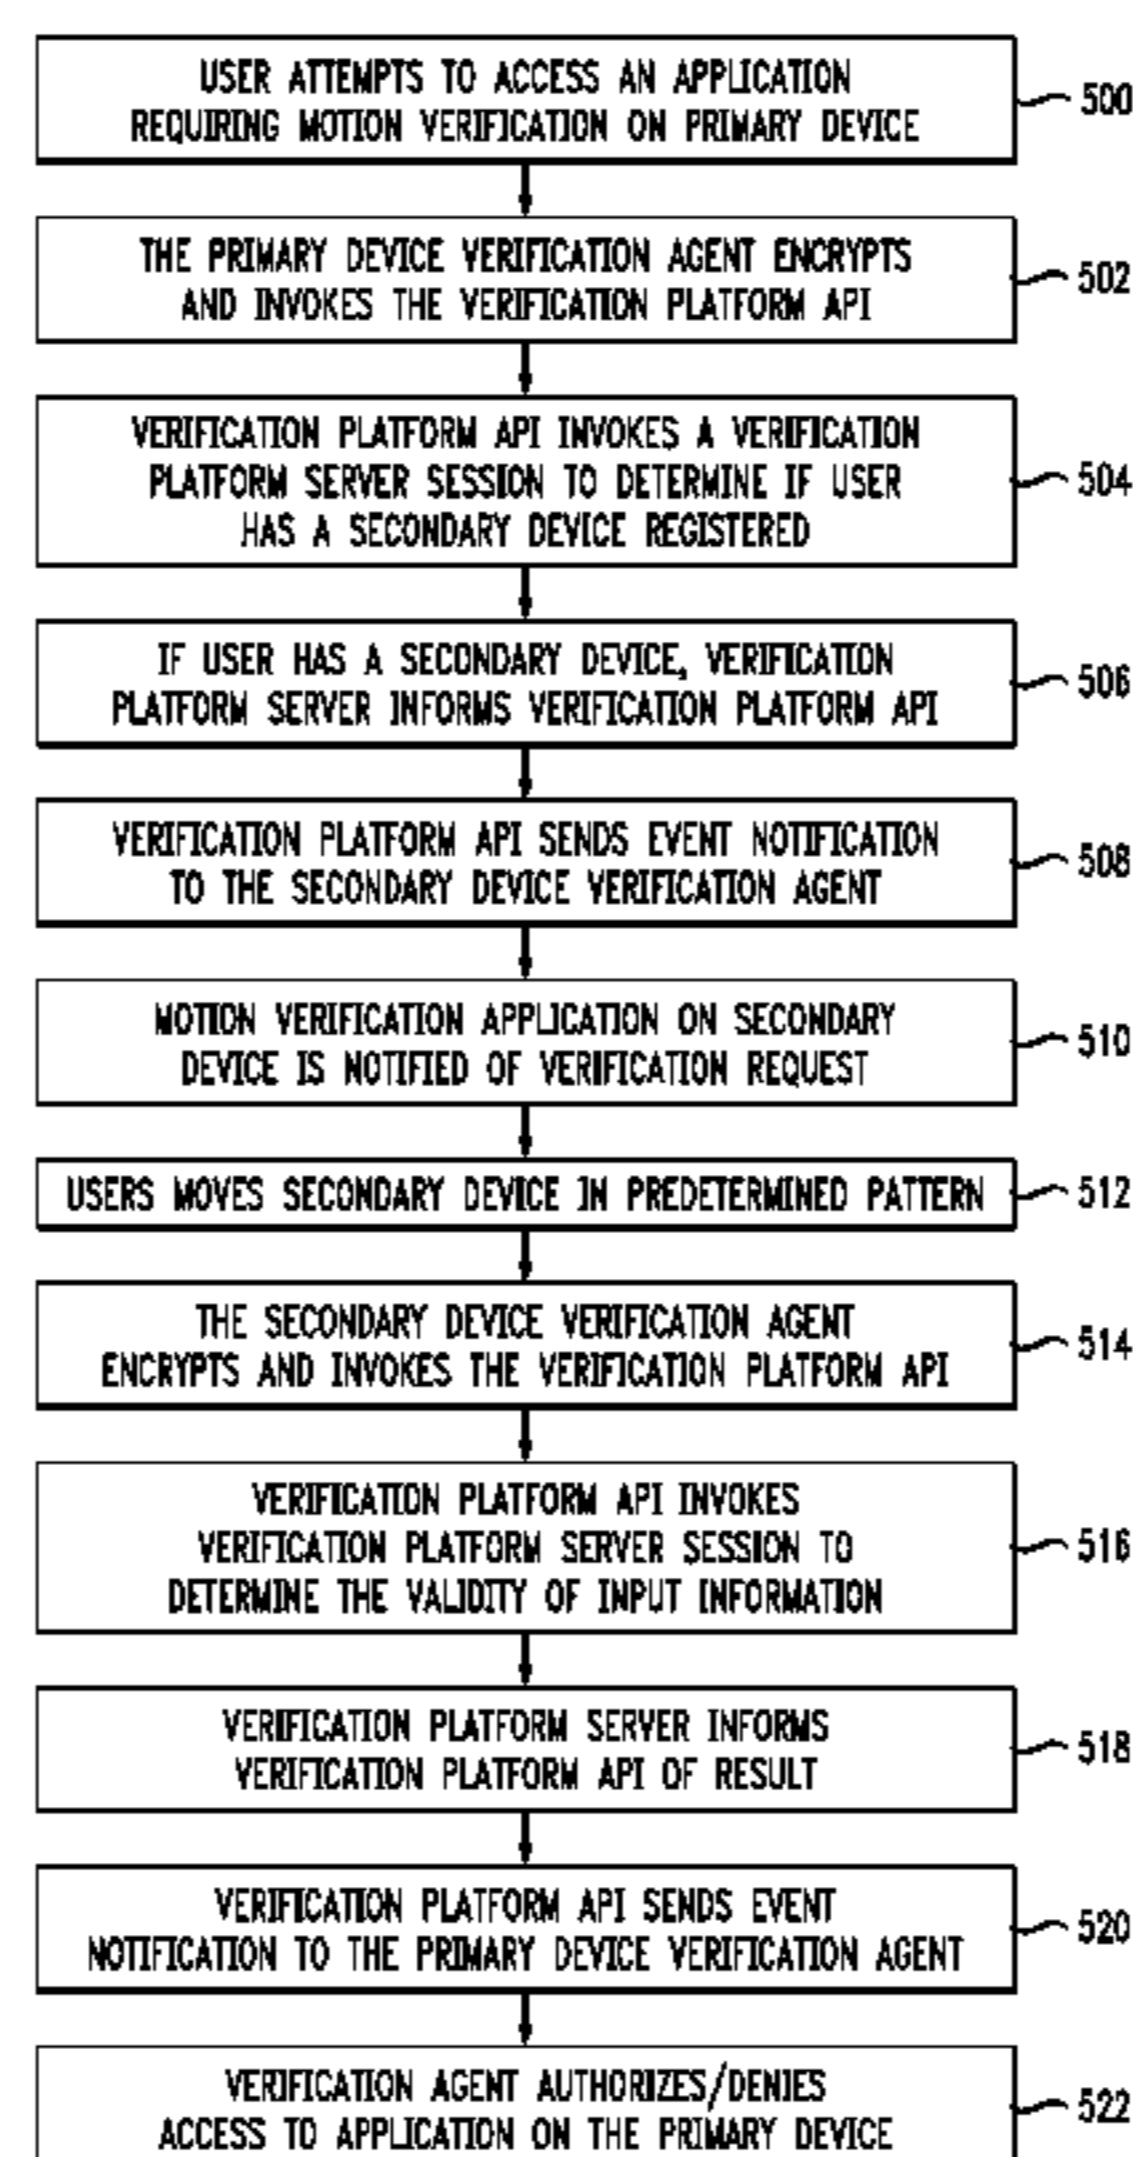 USER ATTEMPTS TO ACCESS AN APPLICATION
REQUIRING MOTION VERIFICATION ON PRIMARY DEVICE
500
THE PRIMARY DEVICE VERIFICATION AGENT ENCRYPTS
AND INVOKES THE VERIFICATION PLATFORM API
502
VERIFICATION PLATFORM API INVOKES A VERIFICATION
PLATFORM SERVER SESSION TO DETERMINE IF USER
HAS A SECONDARY DEVICE REGISTERED
504
IF USER HAS A SECONDARY DEVICE, VERIFICATION
PLATFORM SERVER INFORMS VERIFICATION PLATFORM API
506
VERIFICATION PLATFORM API SENDS EVENT NOTIFICATION
TO THE SECONDARY DEVICE VERIFICATION AGENT
508
MOTION VERIFICATION APPLICATION ON SECONDARY
DEVICE IS NOTIFIED OF VERIFICATION REQUEST
510
USERS MOVES SECONDARY DEVICE IN PREDETERMINED PATTERN
512
THE SECONDARY DEVICE VERIFICATION AGENT
ENCRYPTS AND INVOKES THE VERIFICATION PLATFORM API
514
VERIFICATION PLATFORM API INVOKES
VERIFICATION PLATFORM SERVER SESSION TO
DETERMINE THE VALIDITY OF INPUT INFORMATION
516
VERIFICATION PLATFORM SERVER INFORMS
VERIFICATION PLATFORM API OF RESULT
518
VERIFICATION PLATFORM API SENDS EVENT
NOTIFICATION TO THE PRIMARY DEVICE VERIFICATION AGENT
520
VERIFICATION AGENT AUTHORIZES/DENIES
ACCESS TO APPLICATION ON THE PRIMARY DEVICE
522